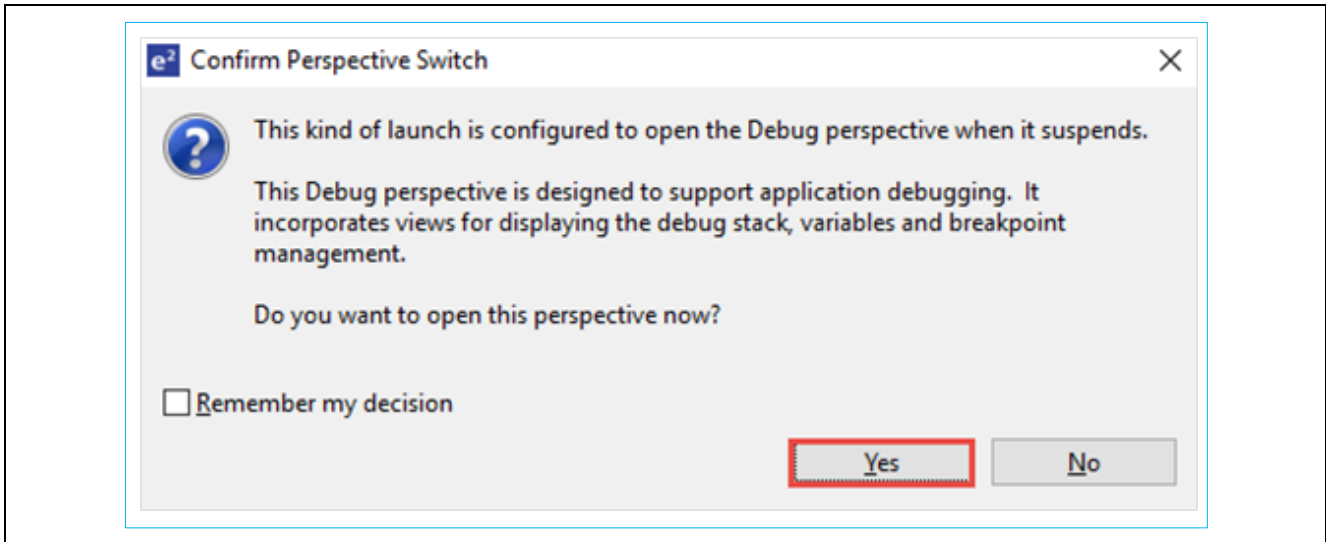 e² Confirm Perspective Switch
This kind of launch is configured to open the Debug perspective when it suspends.
This Debug perspective is designed to support application debugging.  It
incorporates views for displaying the debug stack, variables and breakpoint
management.
Do you want to open this perspective now?
Remember my decision
Yes No